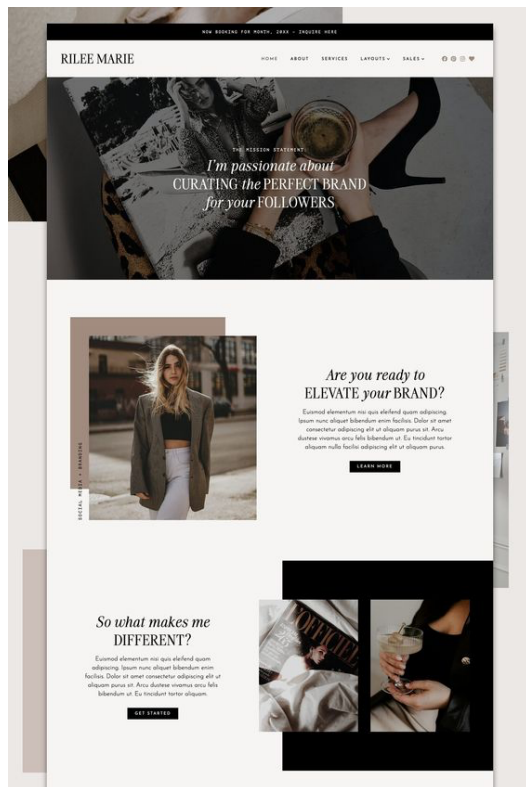 NOW BOOKING FOR MONTH, 20XX - INQUIRE HERE
RILEE MARIE
HOME ABOUT SERVICES LAYOUTS SALES
THE MISSION STATEMENT:
I'm passionate about
CURATING the PERFECT BRAND
for your FOLLOWERS
SOCIAL MEDIA + BRANDING
Are you ready to
ELEVATE your BRAND?
Euismod elementum nisi quis eleifend quam adipiscing.
Ipsum nunc aliquet bibendum enim facilisis. Dolor sit amet
consectetur adipiscing elit ut aliquam purus sit. Arcu
dustese vivamus arcu felis bibendum ut. Eu tincidunt tortor
aliquam nulla facilisi adipiscing elit ut aliquam purus.
LEARN MORE
So what makes me
DIFFERENT?
Euismod elementum nisi quis eleifend quam
adipiscing. Ipsum nunc aliquet bibendum enim
facilisis. Dolor sit amet consectetur adipiscing elit ut
aliquam purus sit. Arcu dustese vivamus arcu felis
bibendum ut. Eu tincidunt tortor aliquam.
GET STARTED
L'OFFICIEL